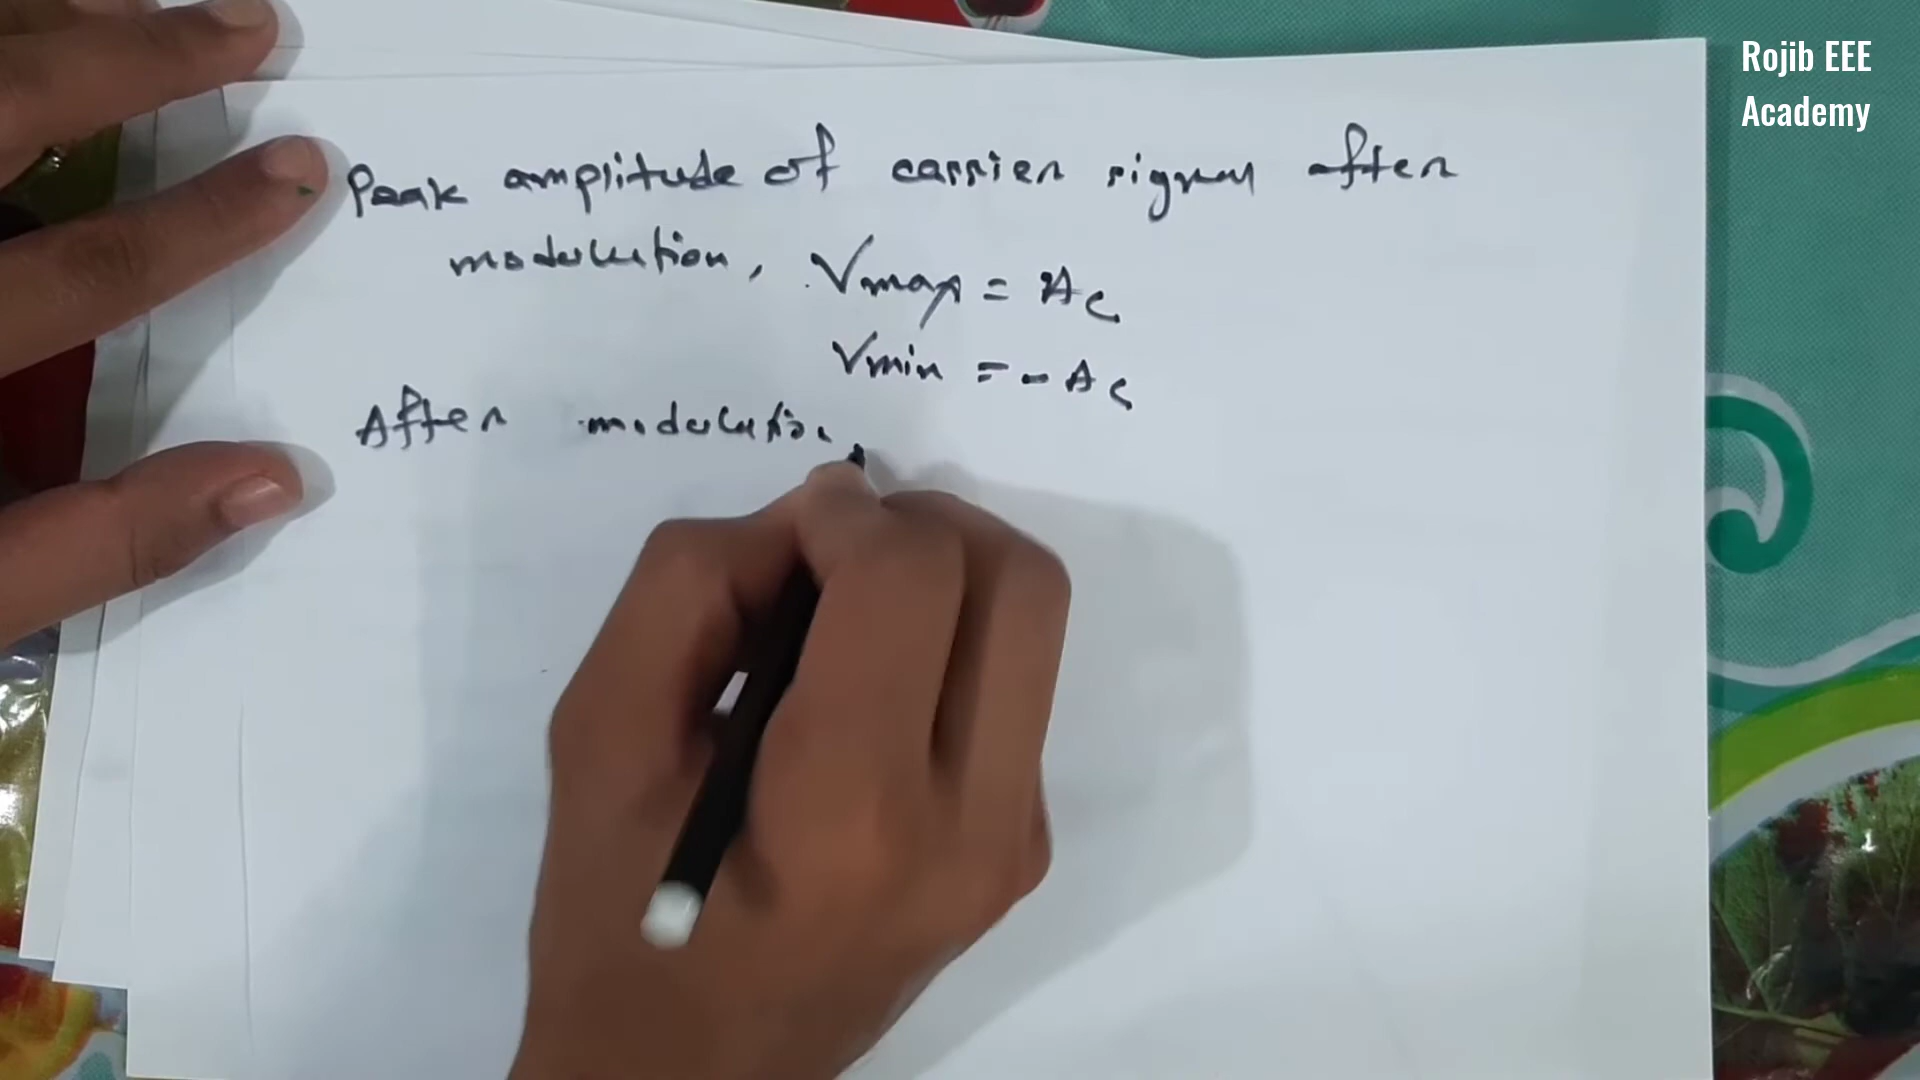 Peak amplitude of carrier signal after
modulation, Vmax = Ac
Vmin = - Ac
After modulation
Rojib EEE
Academy